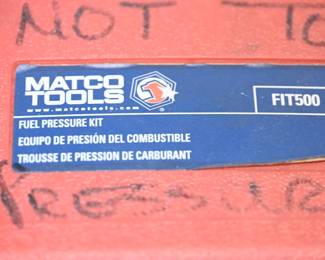 NOT TO
MATCO
TOOLS
www.matcotools.com
FIT500
FUEL PRESSURE KIT
EQUIPO DE PRESIÓN DEL COMBUSTIBLE
TROUSSE DE PRESSION DE CARBURANT
PRESSUR